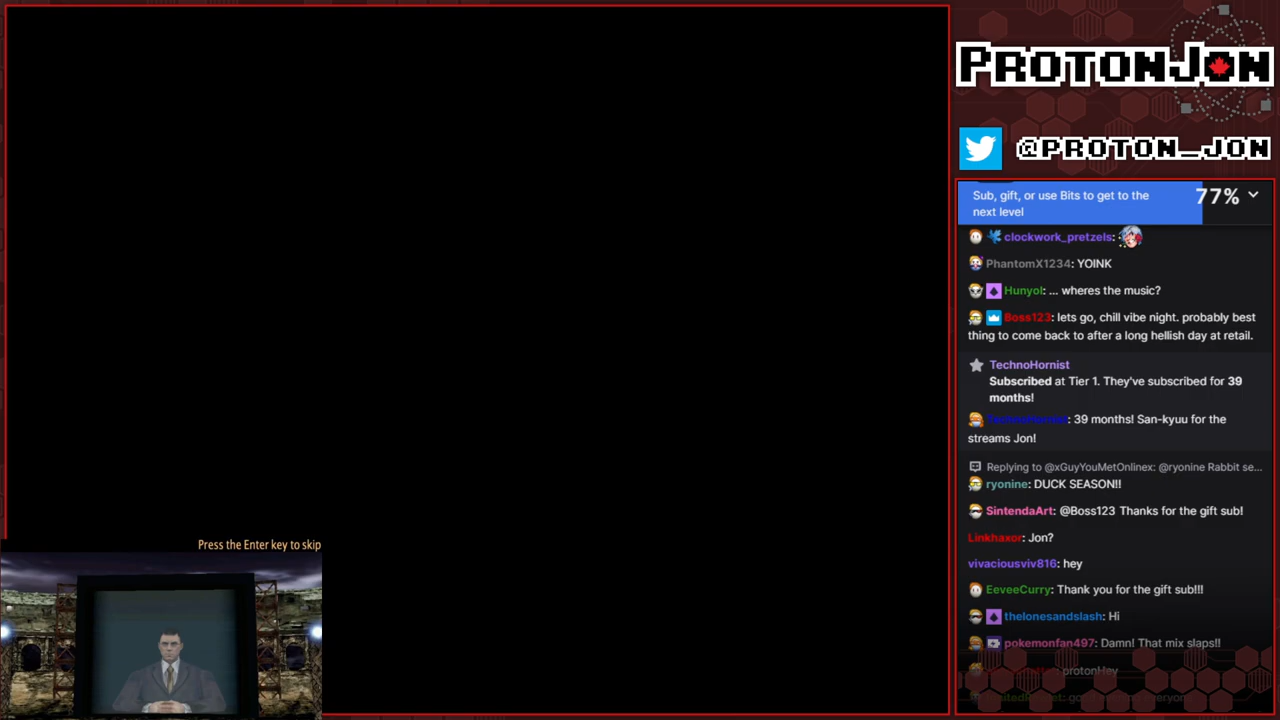 PROTONJON
@PROTON_JON
Sub, gift, or use Bits to get to the
next level
77%
clockwork_pretzels:
PhantomX1234: YOINK
Hunyol: ... wheres the music?
Boss123: lets go, chill vibe night. probably best
thing to come back to after a long hellish day at retail.
TechnoHornist
Subscribed at Tier 1. They've subscribed for 39
months!
TechnoHornist: 39 months! San-kyuu for the
streams Jon!
Replying to @xGuyYouMetOnlinex: @ryonine Rabbit se...
ryonine: DUCK SEASON!!
SintendaArt: @Boss123 Thanks for the gift sub!
Linkhaxor: Jon?
vivaciousviv816: hey
EeveeCurry: Thank you for the gift sub!!!
thelonesandslash: Hi
pokemonfan497: Damn! That mix slaps!!
: protonHey
everyone
Press the Enter key to skip